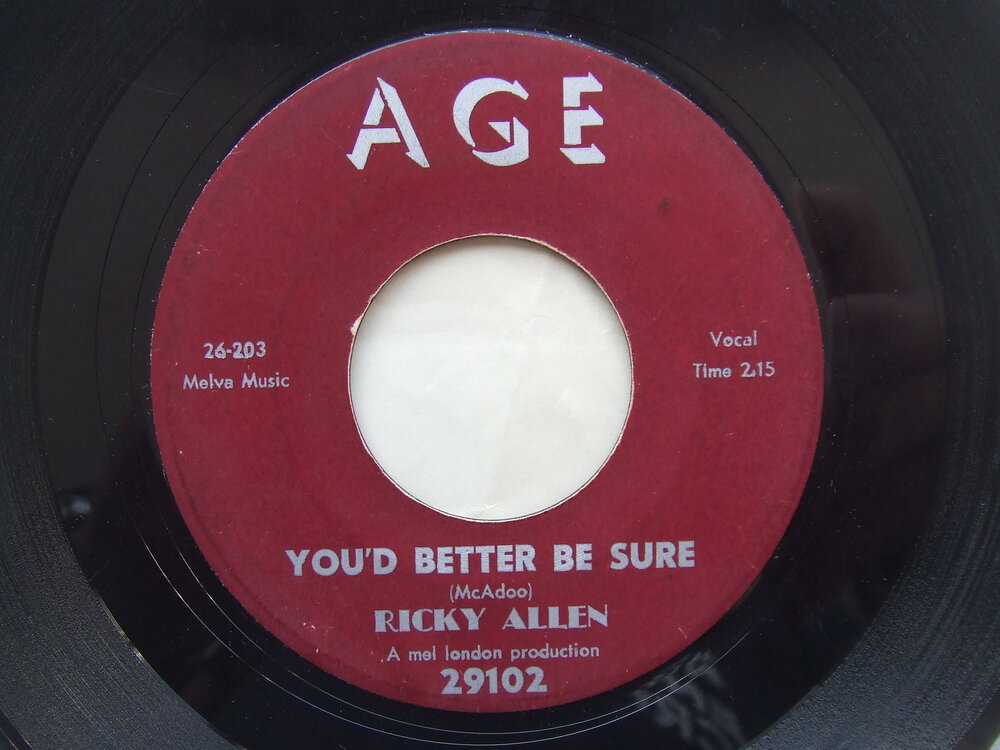 AGE
26-203
Melva Music
Vocal
Time 2.15
YOU'D BETTER BE SURE
(McAdoo)
RICKY ALLEN
A mel london production
29102